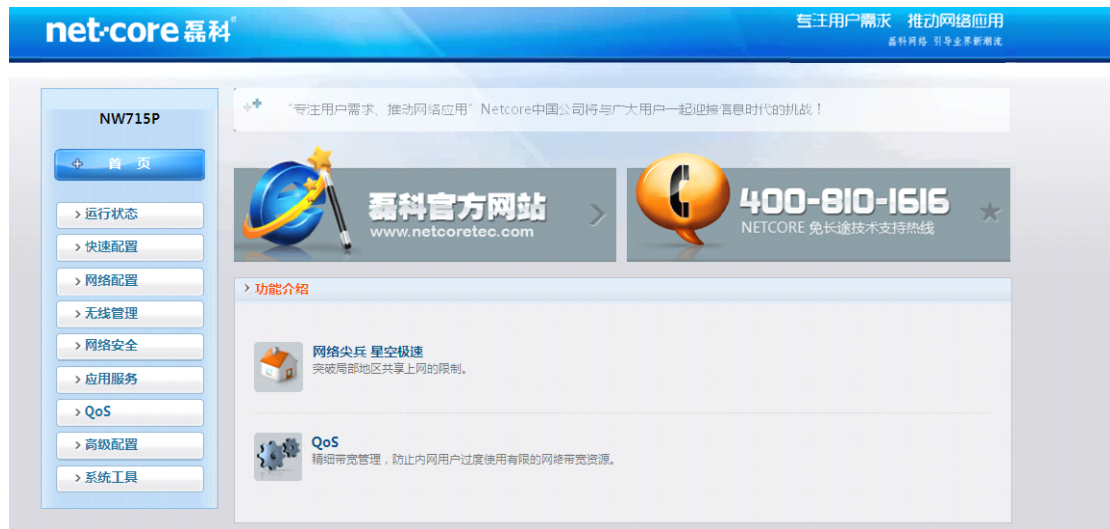 net·core 磊科
专注用户需求 推动网络应用
磊科网络 引导业界新潮流
NW715P
首 页
运行状态
快速配置
网络配置
无线管理
网络安全
应用服务
QoS
高级配置
系统工具
“专注用户需求、推动网络应用”Netcore中国公司将与广大用户一起迎接信息时代的挑战！
磊科官方网站
www.netcoretec.com
400-810-1616
NETCORE 免长途技术支持热线
功能介绍
网络尖兵 星空极速
突破局部地区共享上网的限制。
QoS
精细带宽管理，防止内网用户过度使用有限的网络带宽资源。